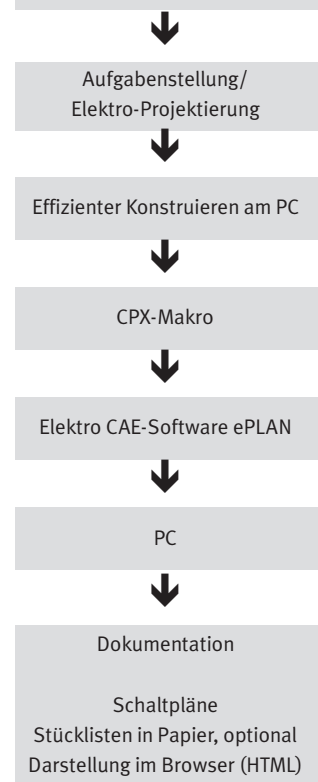 Aufgabenstellung/
Elektro-Projektierung
Effizienter Konstruieren am PC
CPX-Makro
Elektro CAE-Software ePLAN
PC
Dokumentation
Schaltpläne
Stücklisten in Papier, optional
Darstellung im Browser (HTML)